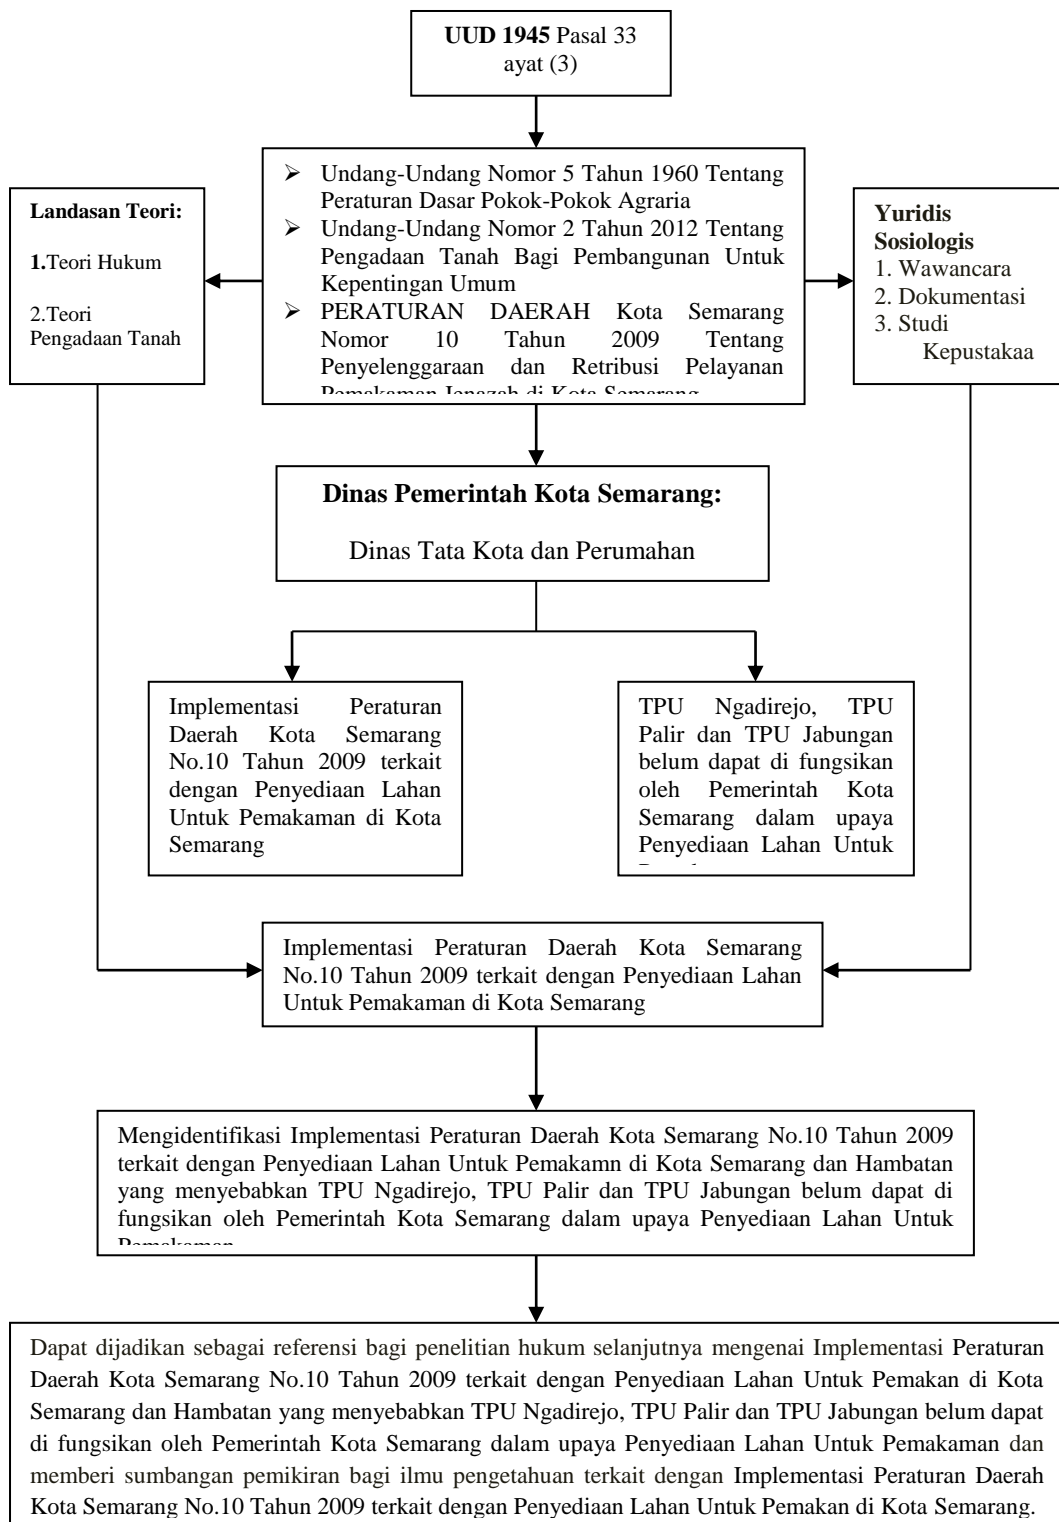 UUD 1945 Pasal 33
ayat (3)
➢ Undang-Undang Nomor 5 Tahun 1960 Tentang
Peraturan Dasar Pokok-Pokok Agraria
➢ Undang-Undang Nomor 2 Tahun 2012 Tentang
Pengadaan Tanah Bagi Pembangunan Untuk
Kepentingan Umum
➢ PERATURAN DAERAH Kota Semarang
Nomor 10 Tahun 2009 Tentang
Penyelenggaraan dan Retribusi Pelayanan
Pemakaman Jenazah di Kota Semarang
Landasan Teori:
1.Teori Hukum
2.Teori
Pengadaan Tanah
Yuridis
Sosiologis
1. Wawancara
2. Dokumentasi
3. Studi
Kepustakaa
Dinas Pemerintah Kota Semarang:
Dinas Tata Kota dan Perumahan
Implementasi Peraturan
Daerah Kota Semarang
No.10 Tahun 2009 terkait
dengan Penyediaan Lahan
Untuk Pemakaman di Kota
Semarang
TPU Ngadirejo, TPU
Palir dan TPU Jabungan
belum dapat di fungsikan
oleh Pemerintah Kota
Semarang dalam upaya
Penyediaan Lahan Untuk
Implementasi Peraturan Daerah Kota Semarang
No.10 Tahun 2009 terkait dengan Penyediaan Lahan
Untuk Pemakaman di Kota Semarang
Mengidentifikasi Implementasi Peraturan Daerah Kota Semarang No.10 Tahun 2009
terkait dengan Penyediaan Lahan Untuk Pemakamn di Kota Semarang dan Hambatan
yang menyebabkan TPU Ngadirejo, TPU Palir dan TPU Jabungan belum dapat di
fungsikan oleh Pemerintah Kota Semarang dalam upaya Penyediaan Lahan Untuk
Pemakaman
Dapat dijadikan sebagai referensi bagi penelitian hukum selanjutnya mengenai Implementasi Peraturan
Daerah Kota Semarang No.10 Tahun 2009 terkait dengan Penyediaan Lahan Untuk Pemakan di Kota
Semarang dan Hambatan yang menyebabkan TPU Ngadirejo, TPU Palir dan TPU Jabungan belum dapat
di fungsikan oleh Pemerintah Kota Semarang dalam upaya Penyediaan Lahan Untuk Pemakaman dan
memberi sumbangan pemikiran bagi ilmu pengetahuan terkait dengan Implementasi Peraturan Daerah
Kota Semarang No.10 Tahun 2009 terkait dengan Penyediaan Lahan Untuk Pemakan di Kota Semarang.